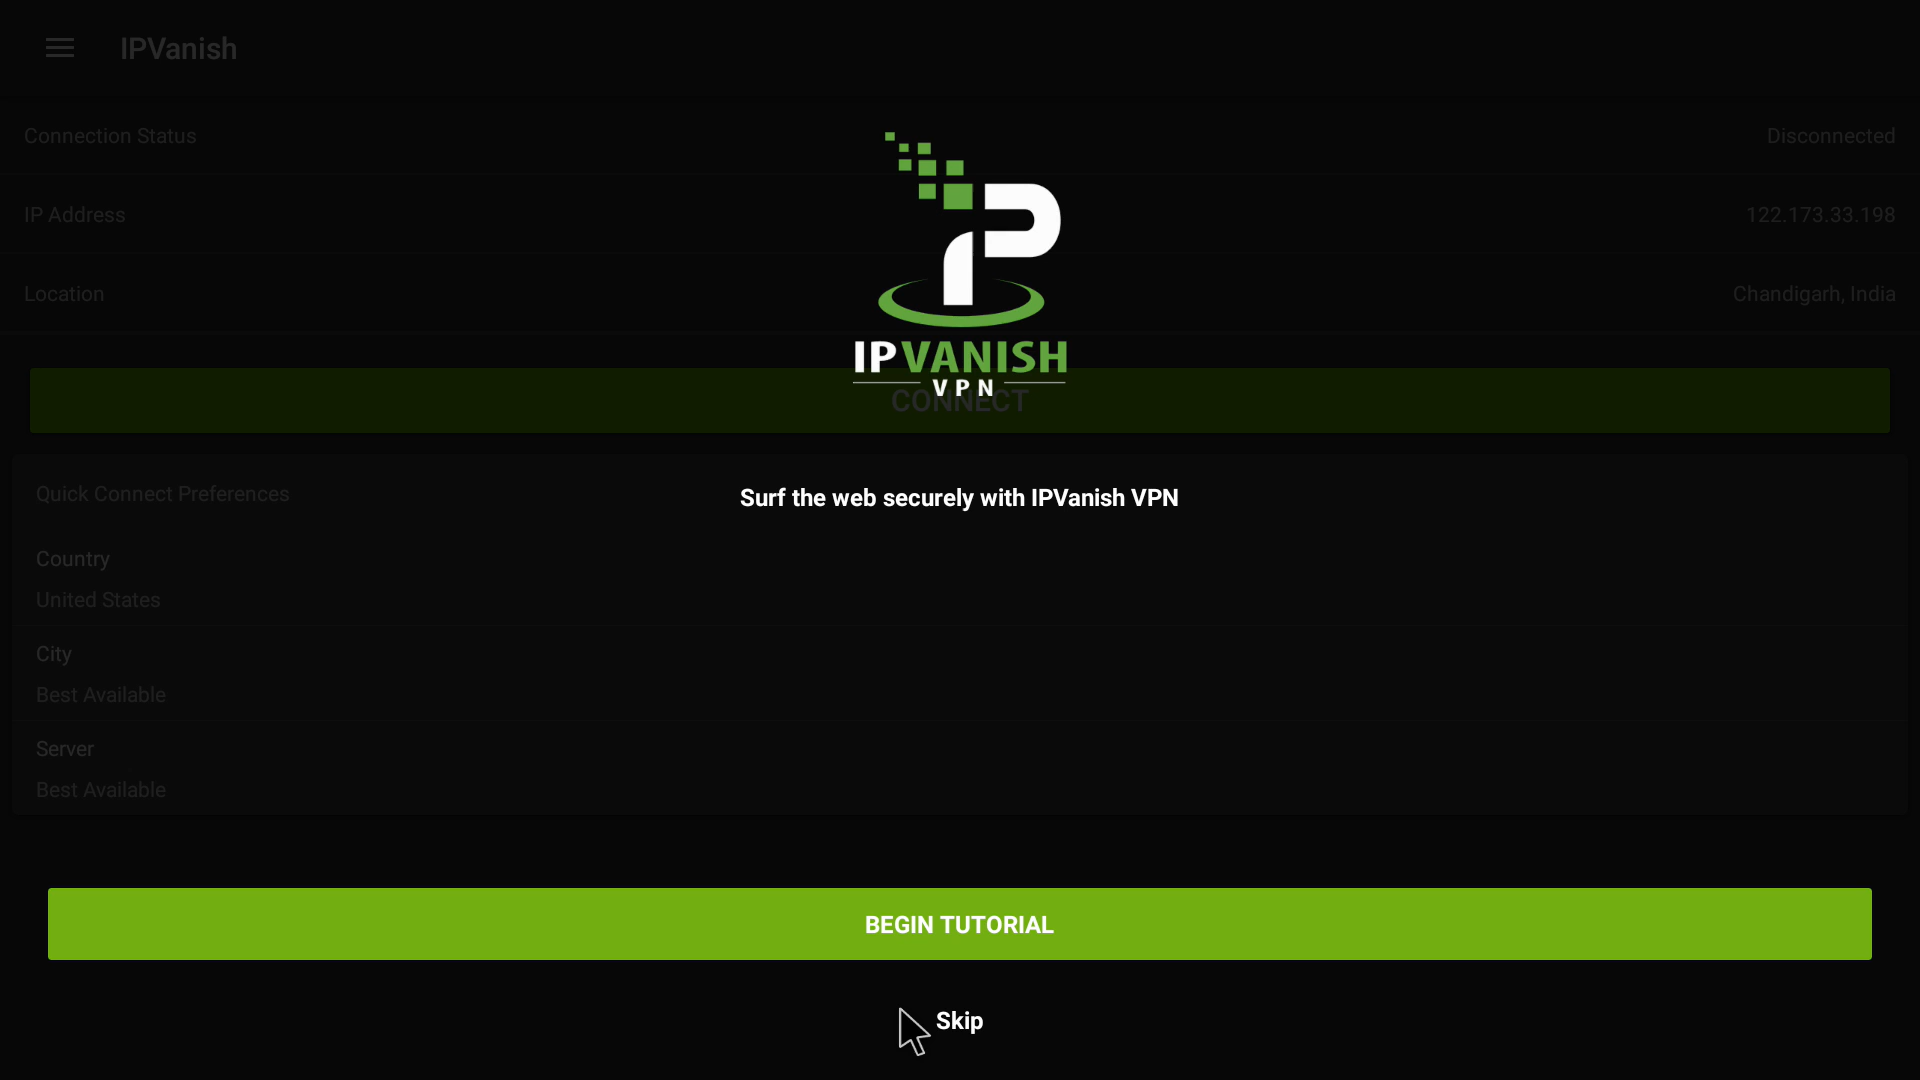 IPVanish
Connection Status Disconnected
IP Address 122.173.33.198
Location Chandigarh, India
IPVANISH
VPN
CONNECT
Quick Connect Preferences
Surf the web securely with IPVanish VPN
Country
United States
City
Best Available
Server
Best Available
BEGIN TUTORIAL
Skip